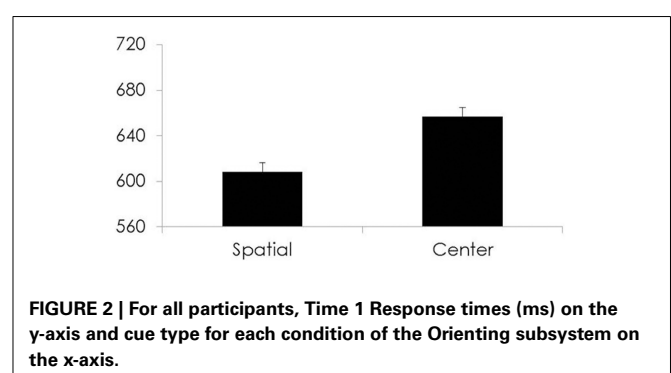 720
680
640
600
560
Spatial Center
FIGURE 2 | For all participants, Time 1 Response times (ms) on the
y-axis and cue type for each condition of the Orienting subsystem on
the x-axis.